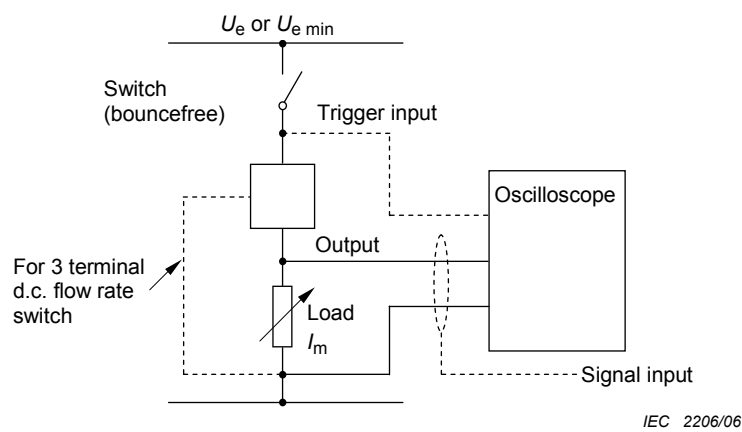 Ue or Ue min
Switch
(bouncefree)
Trigger input
Oscilloscope
Output
For 3 terminal
d.c. flow rate
switch
Load
Im
Signal input
IEC 2206/06